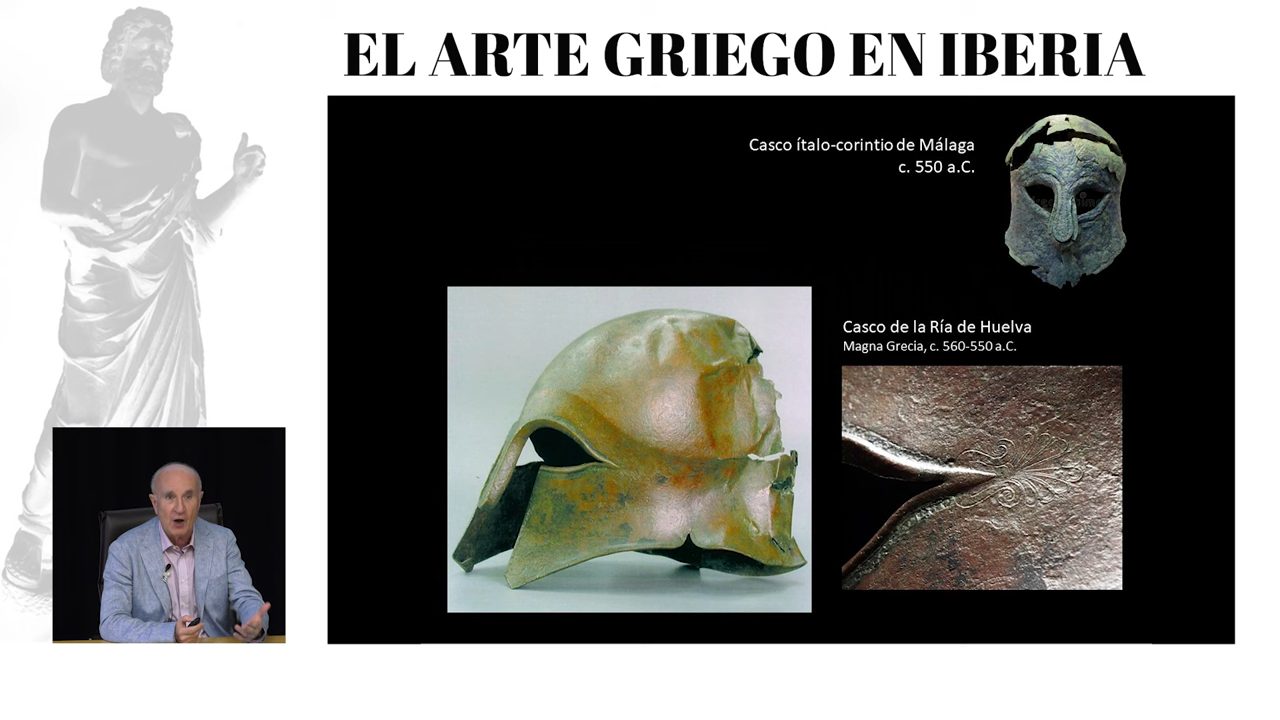 EL ARTE GRIEGO EN IBERIA
Casco ítalo-corintio de Málaga
c. 550 a.C.
Casco de la Ría de Huelva
Magna Grecia, c. 560-550 a.C.